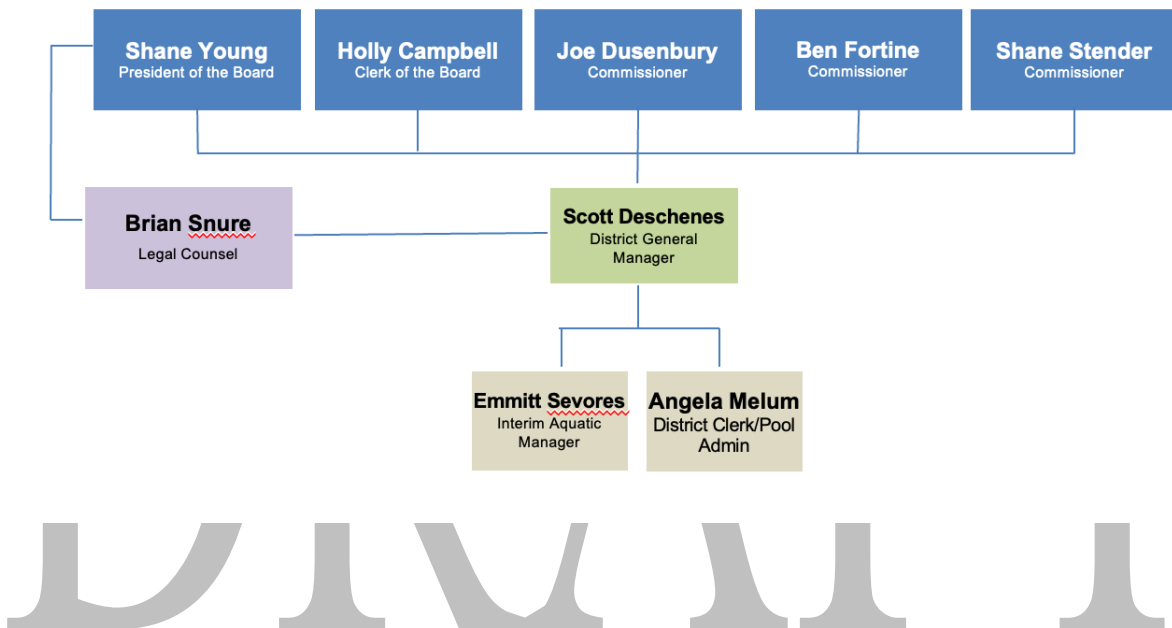 Shane Young
President of the Board
Holly Campbell
Clerk of the Board
Joe Dusenbury
Commissioner
Ben Fortine
Commissioner
Shane Stender
Commissioner
Brian Snure
Legal Counsel
Scott Deschenes
District General
Manager
Emmitt Sevores
Interim Aquatic
Manager
Angela Melum
District Clerk/Pool
Admin